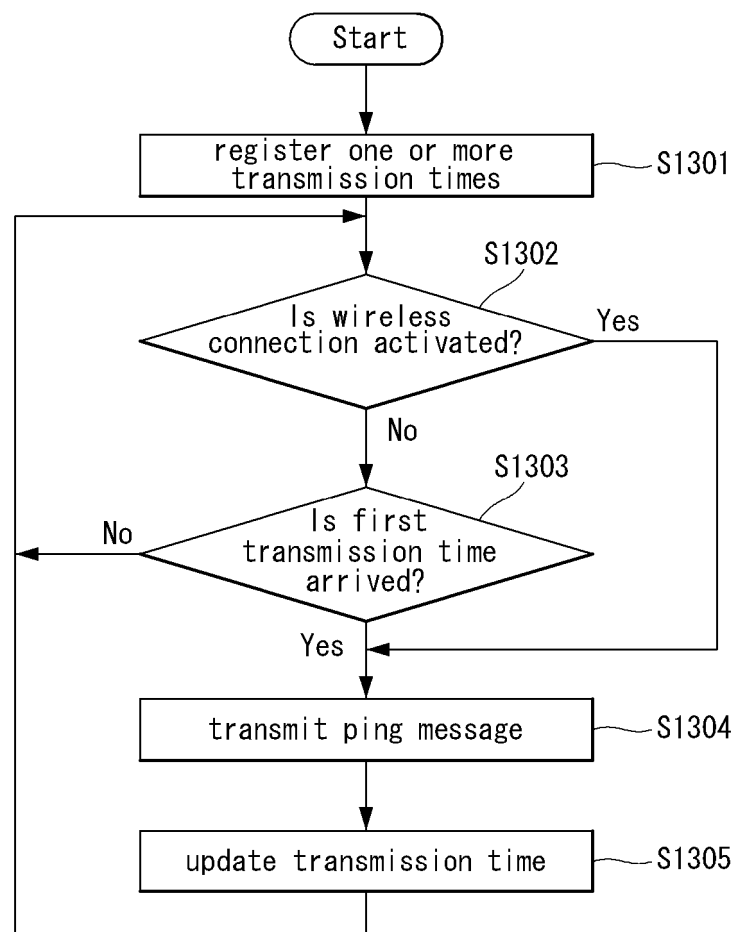 Start
register one or more
transmission times
S1301
S1302
Is wireless
connection activated?
Yes
No
S1303
Is first
transmission time
arrived?
No
Yes
transmit ping message
S1304
update transmission time
S1305